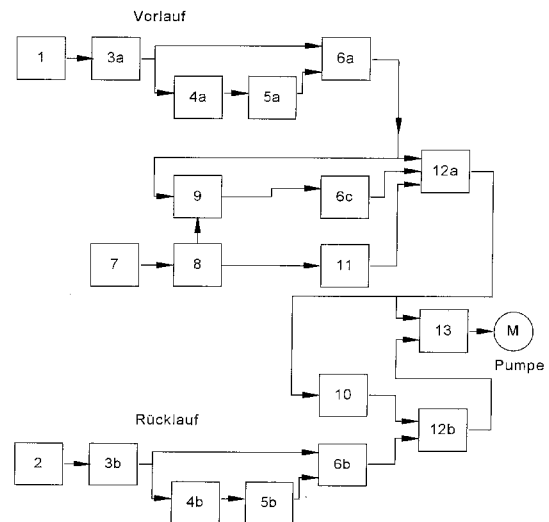 Vorlauf
1
3a
6a
4a
5a
9
6c
12a
7
8
11
13
M
Pumpe
10
Rücklauf
12b
2
3b
6b
4b
5b